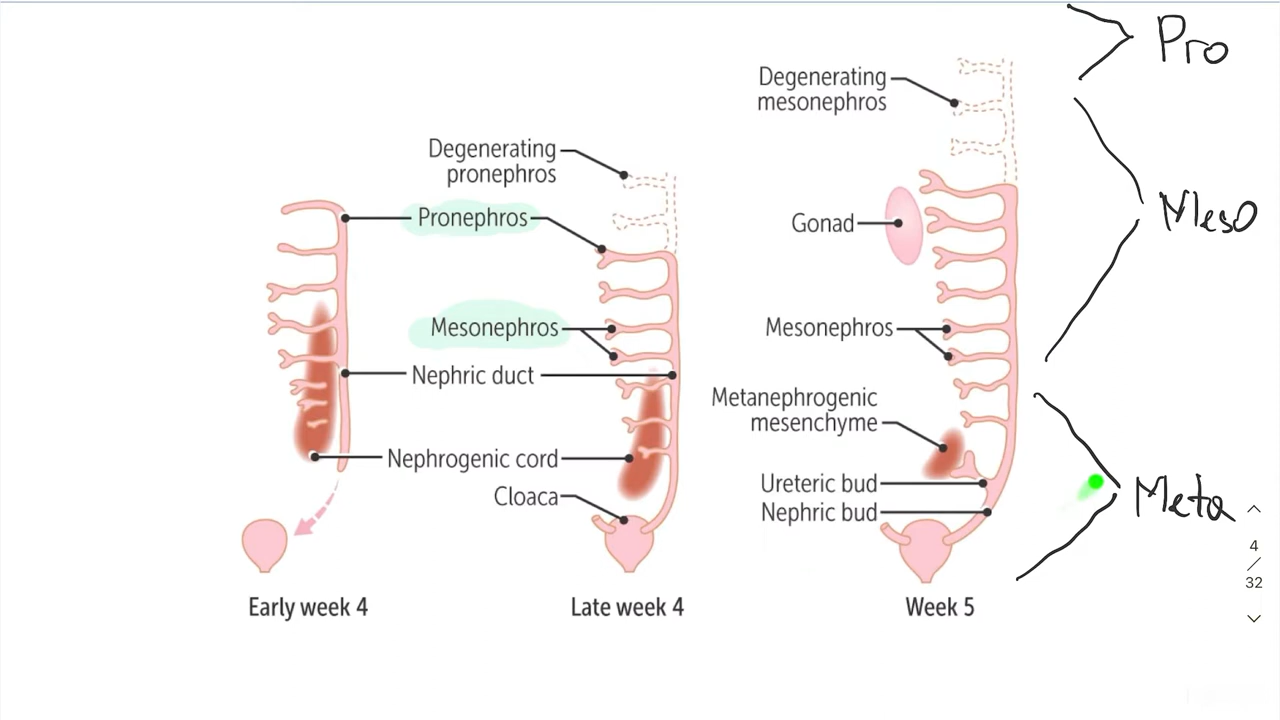 Pro
Degenerating
mesonephros
Degenerating
pronephros
Pronephros
Gonad
Meso
Mesonephros
Mesonephros
Nephric duct
Metanephrogenic
mesenchyme
Nephrogenic cord
Ureteric bud
Meta
Cloaca
Nephric bud
4
/
32
Early week 4
Late week 4
Week 5